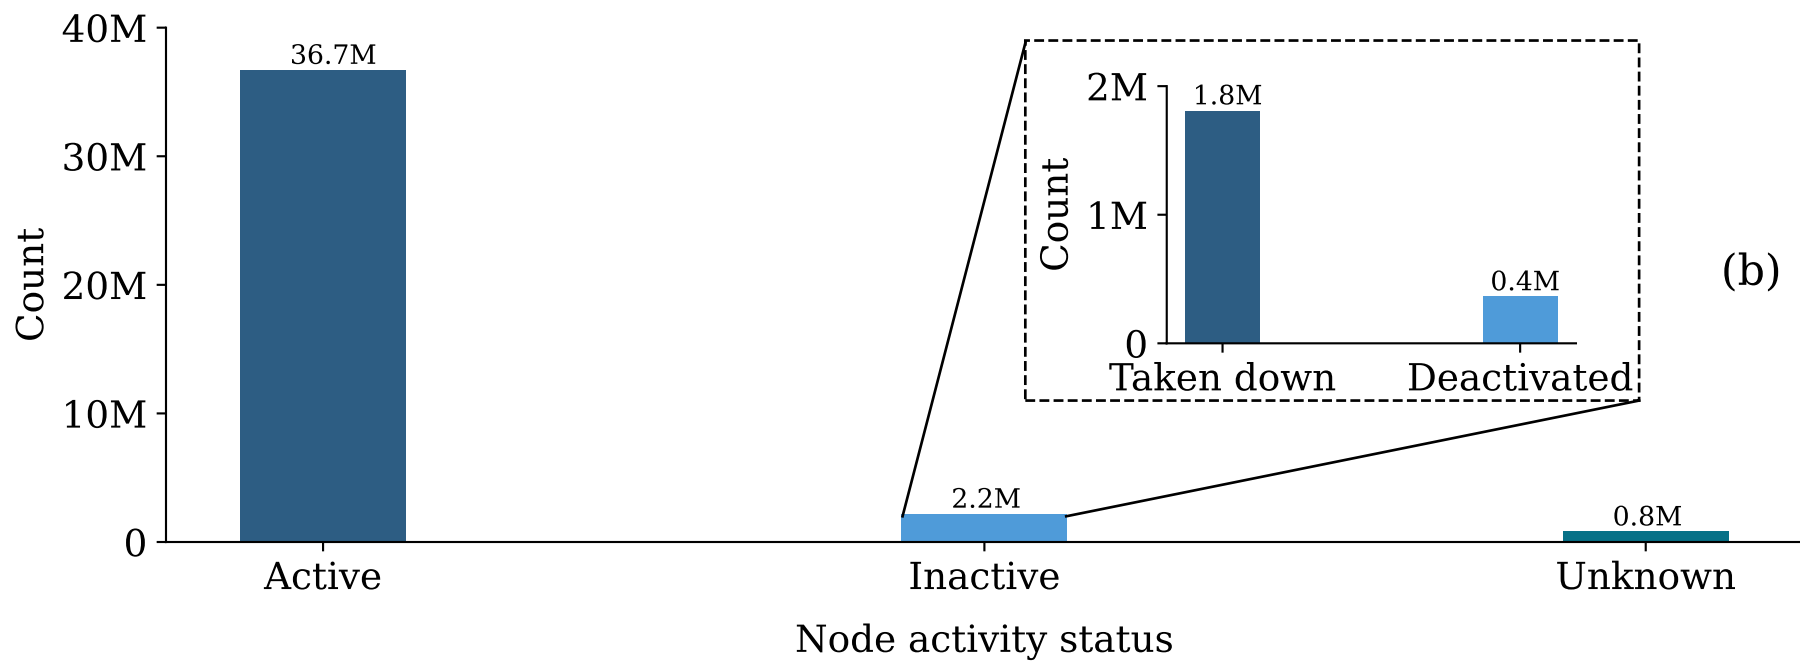 40M
36.7M
30M
20M
10M
0
Count
2M
1.8M
1M
0
Count
0.4M
Taken down
Deactivated
(b)
2.2M
0.8M
Active
Inactive
Unknown
Node activity status